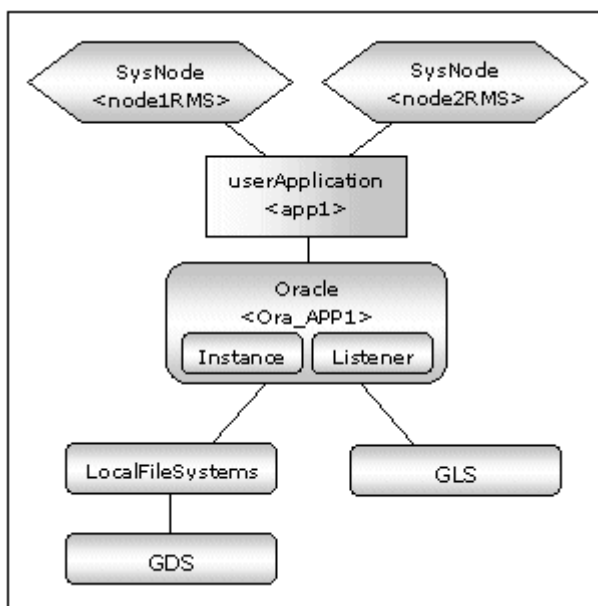 SysNode
<node1RMS>
SysNode
<node2RMS>
userApplication
<app1>
Oracle
<Ora_APP1>
Instance
Listener
LocalFileSystems
GLS
GDS